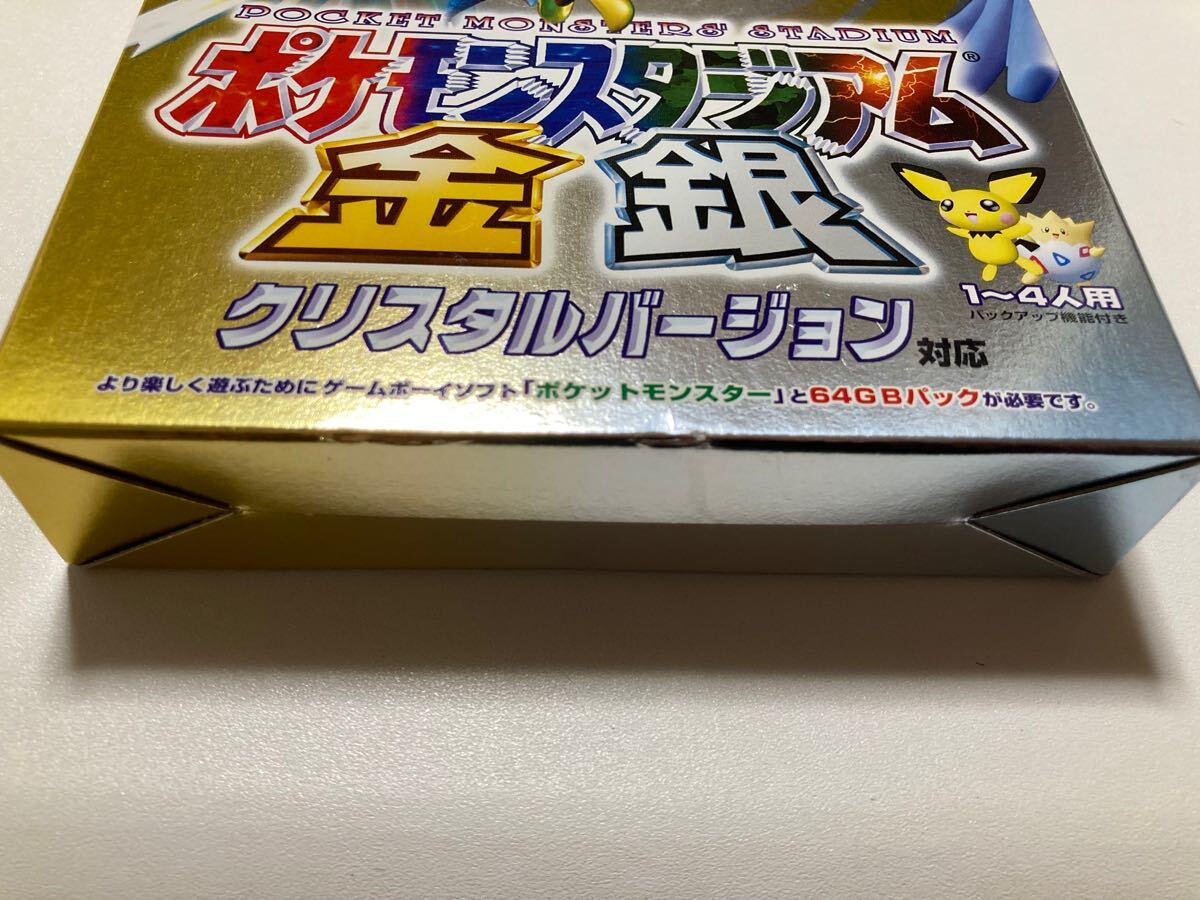 POCKET MONSTERS' STADIUM
ポケモンスタジアム®
金 銀
クリスタルバージョン 対応
1〜4人用
バックアップ機能付き
より楽しく遊ぶためにゲームボーイソフト「ポケットモンスター」と64GBパックが必要です。